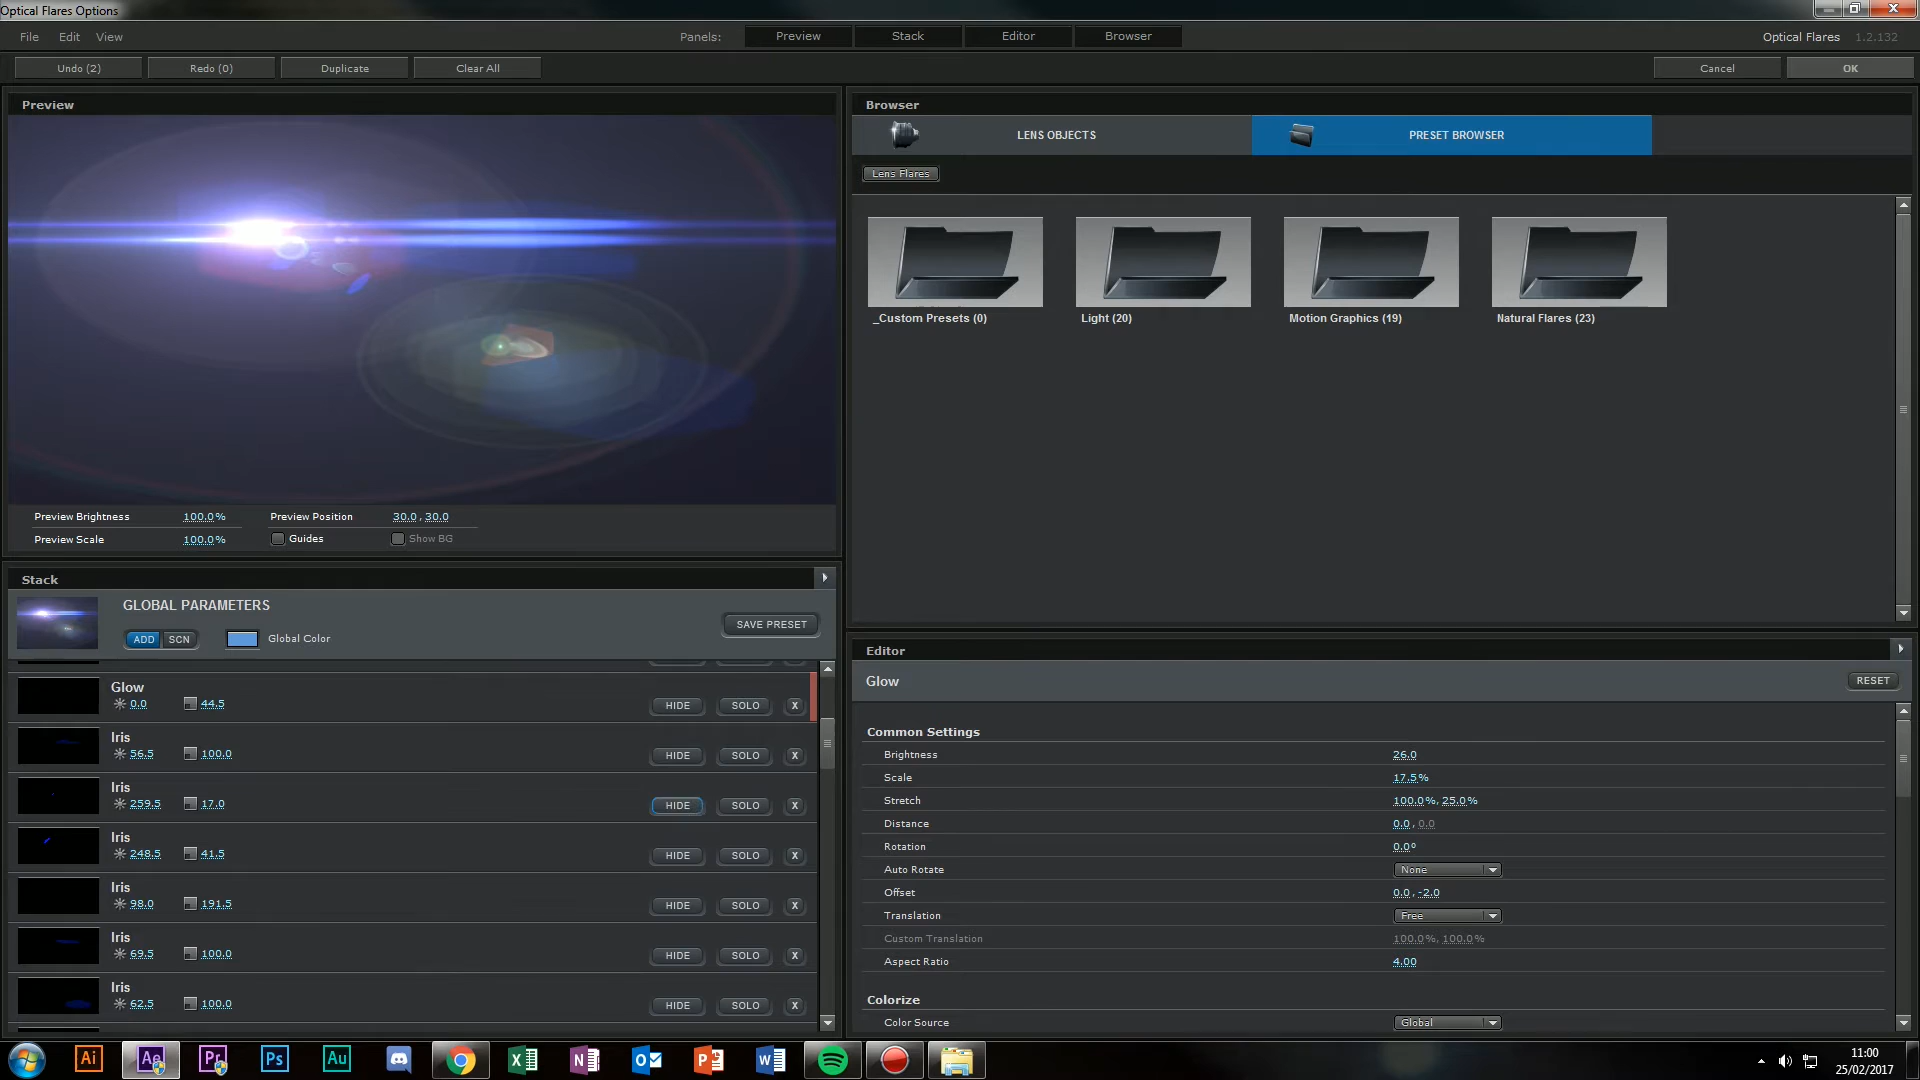 Optical Flares Options
File Edit View
Panels: Preview Stack Editor Browser
Optical Flares 1.2.132
Undo (2) Redo (0) Duplicate Clear All
Cancel OK
Preview
Preview Brightness 100.0% Preview Position 30.0, 30.0
Preview Scale 100.0% Guides Show BG
Browser
LENS OBJECTS PRESET BROWSER
Lens Flares
_Custom Presets (0) Light (20) Motion Graphics (19) Natural Flares (23)
Stack
GLOBAL PARAMETERS
ADD SCN Global Color
SAVE PRESET
Glow
0.0 44.5 HIDE SOLO X
Iris
56.5 100.0 HIDE SOLO X
Iris
259.5 17.0 HIDE SOLO X
Iris
248.5 41.5 HIDE SOLO X
Iris
98.0 191.5 HIDE SOLO X
Iris
69.5 100.0 HIDE SOLO X
Iris
62.5 100.0 HIDE SOLO X
Editor
Glow RESET
Common Settings
Brightness 26.0
Scale 17.5%
Stretch 100.0%, 25.0%
Distance 0.0, 0.0
Rotation 0.0°
Auto Rotate None
Offset 0.0, -2.0
Translation Free
Custom Translation 100.0%, 100.0%
Aspect Ratio 4.00
Colorize
Color Source Global
Ai Ae Pr Ps Au
11:00
25/02/2017